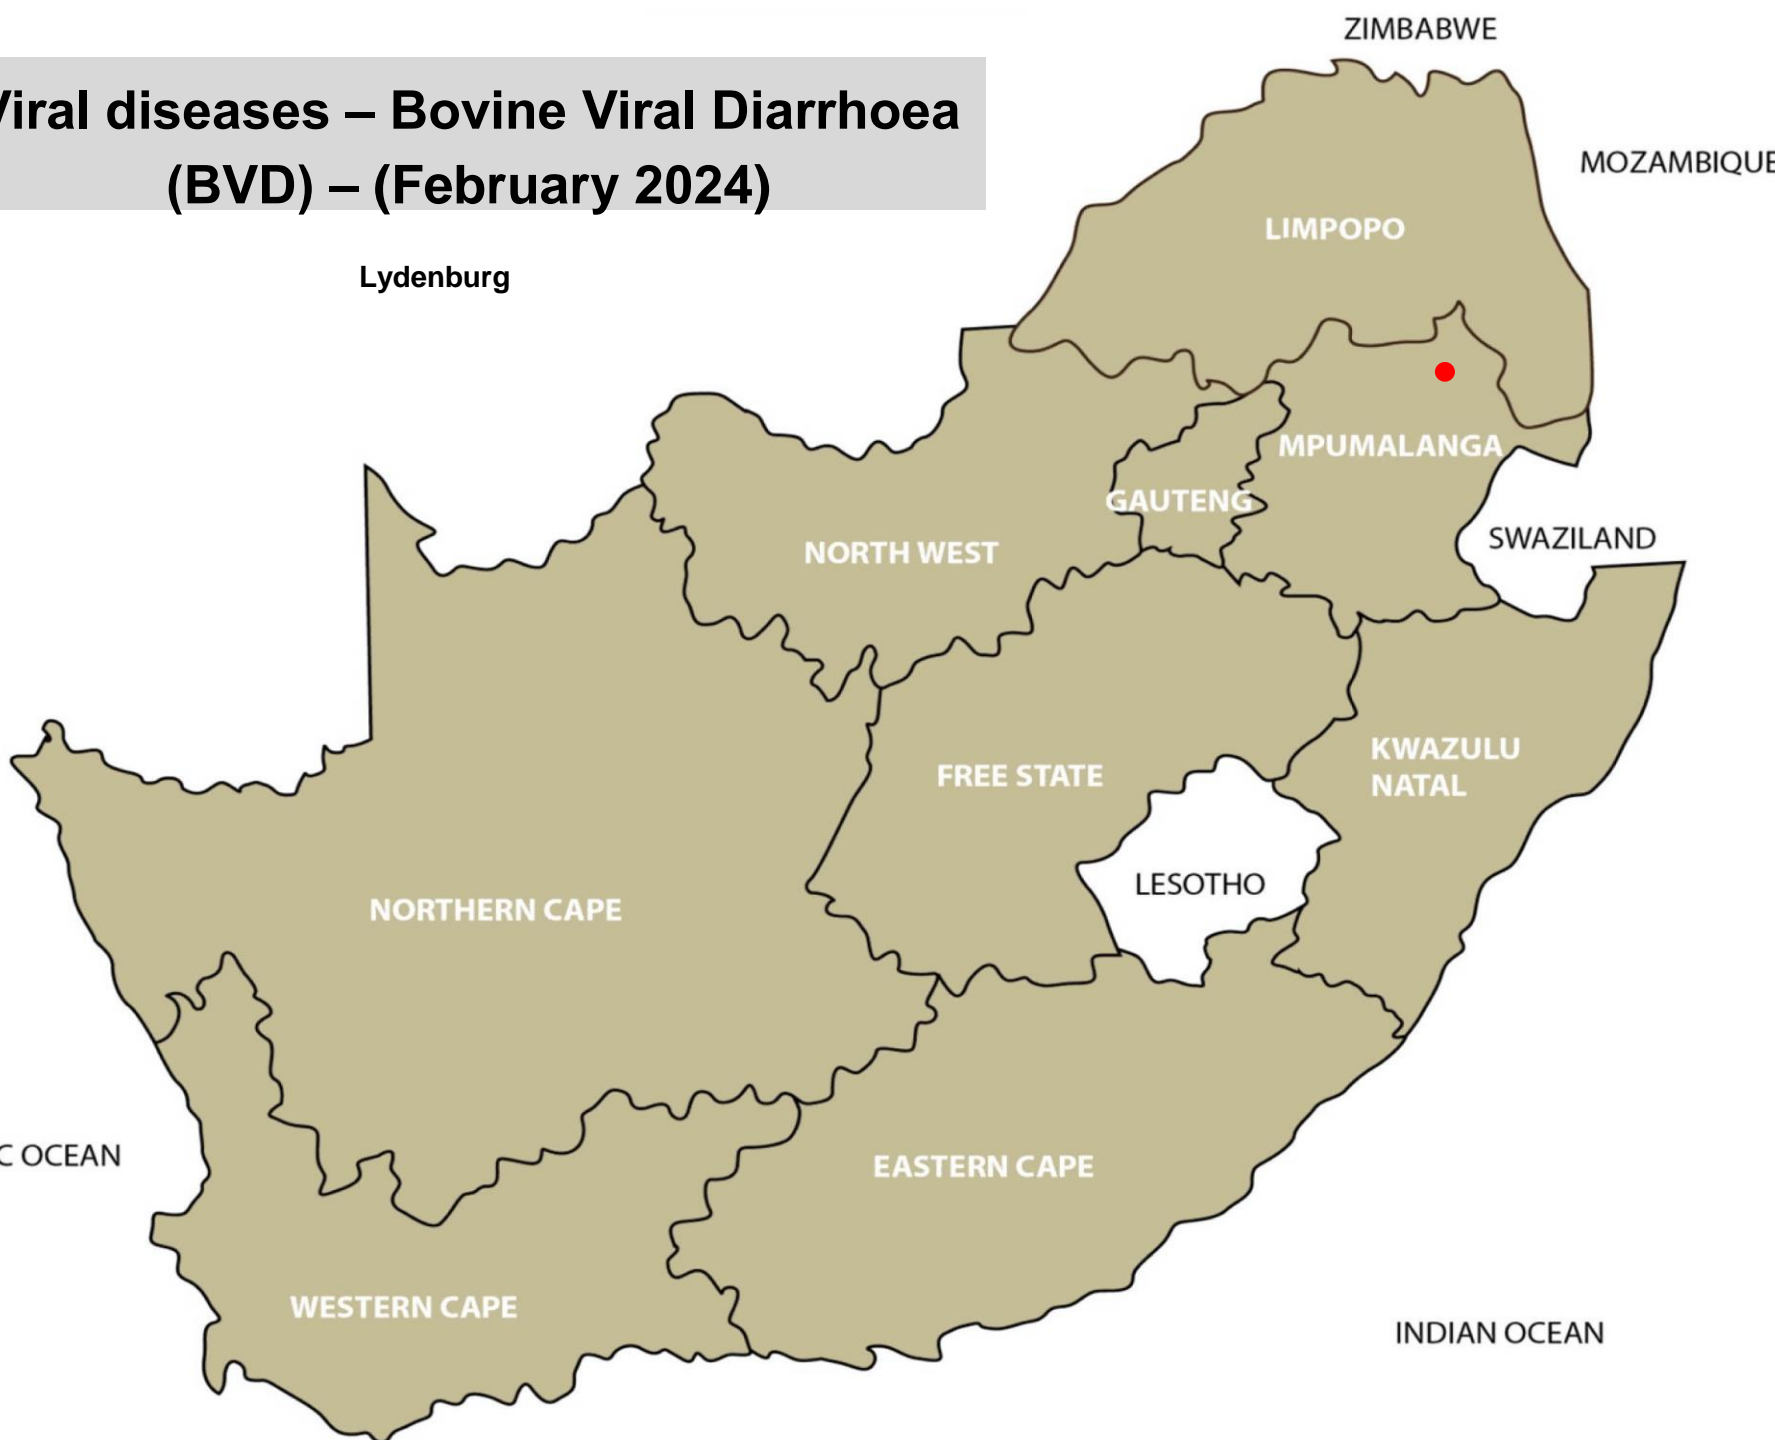 Viral diseases – Bovine Viral Diarrhoea
(BVD) – (February 2024)
Lydenburg
ZIMBABWE
MOZAMBIQUE
LIMPOPO
MPUMALANGA
GAUTENG
NORTH WEST
SWAZILAND
FREE STATE
KWAZULU
NATAL
LESOTHO
NORTHERN CAPE
C OCEAN
EASTERN CAPE
WESTERN CAPE
INDIAN OCEAN